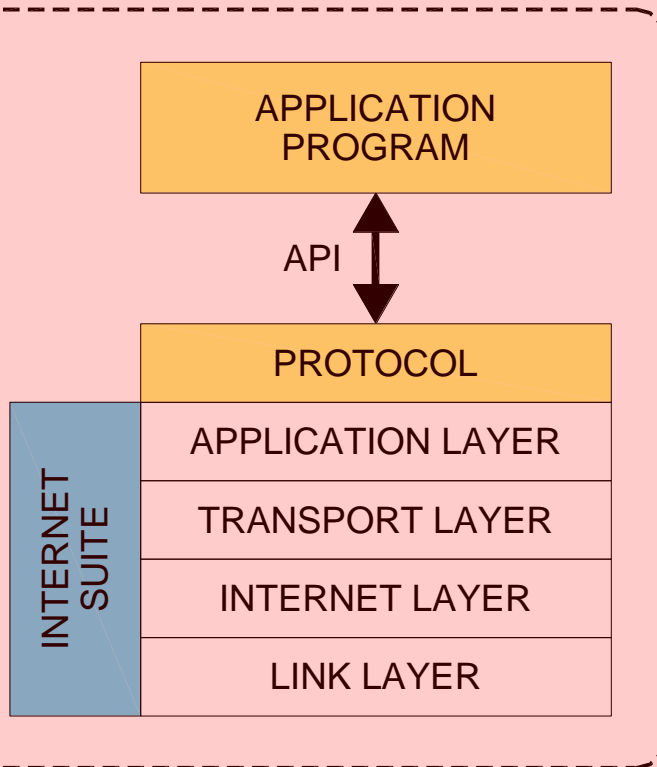 APPLICATION
PROGRAM
API
PROTOCOL
INTERNET
SUITE
APPLICATION LAYER
TRANSPORT LAYER
INTERNET LAYER
LINK LAYER